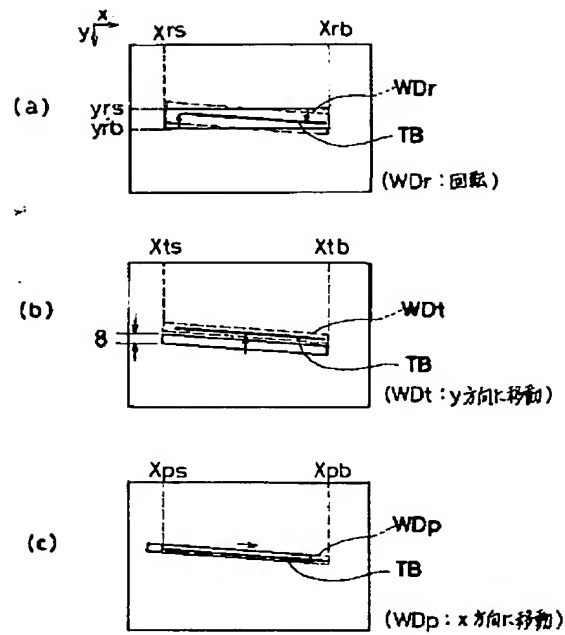 x
y
Xrs Xrb
(a)
yrs
yrb
WDr
TB
(WDr:回転)
Xts Xtb
(b)
8
WDt
TB
(WDt:y方向に移動)
Xps Xpb
(c)
WDp
TB
(WDp:x方向に移動)